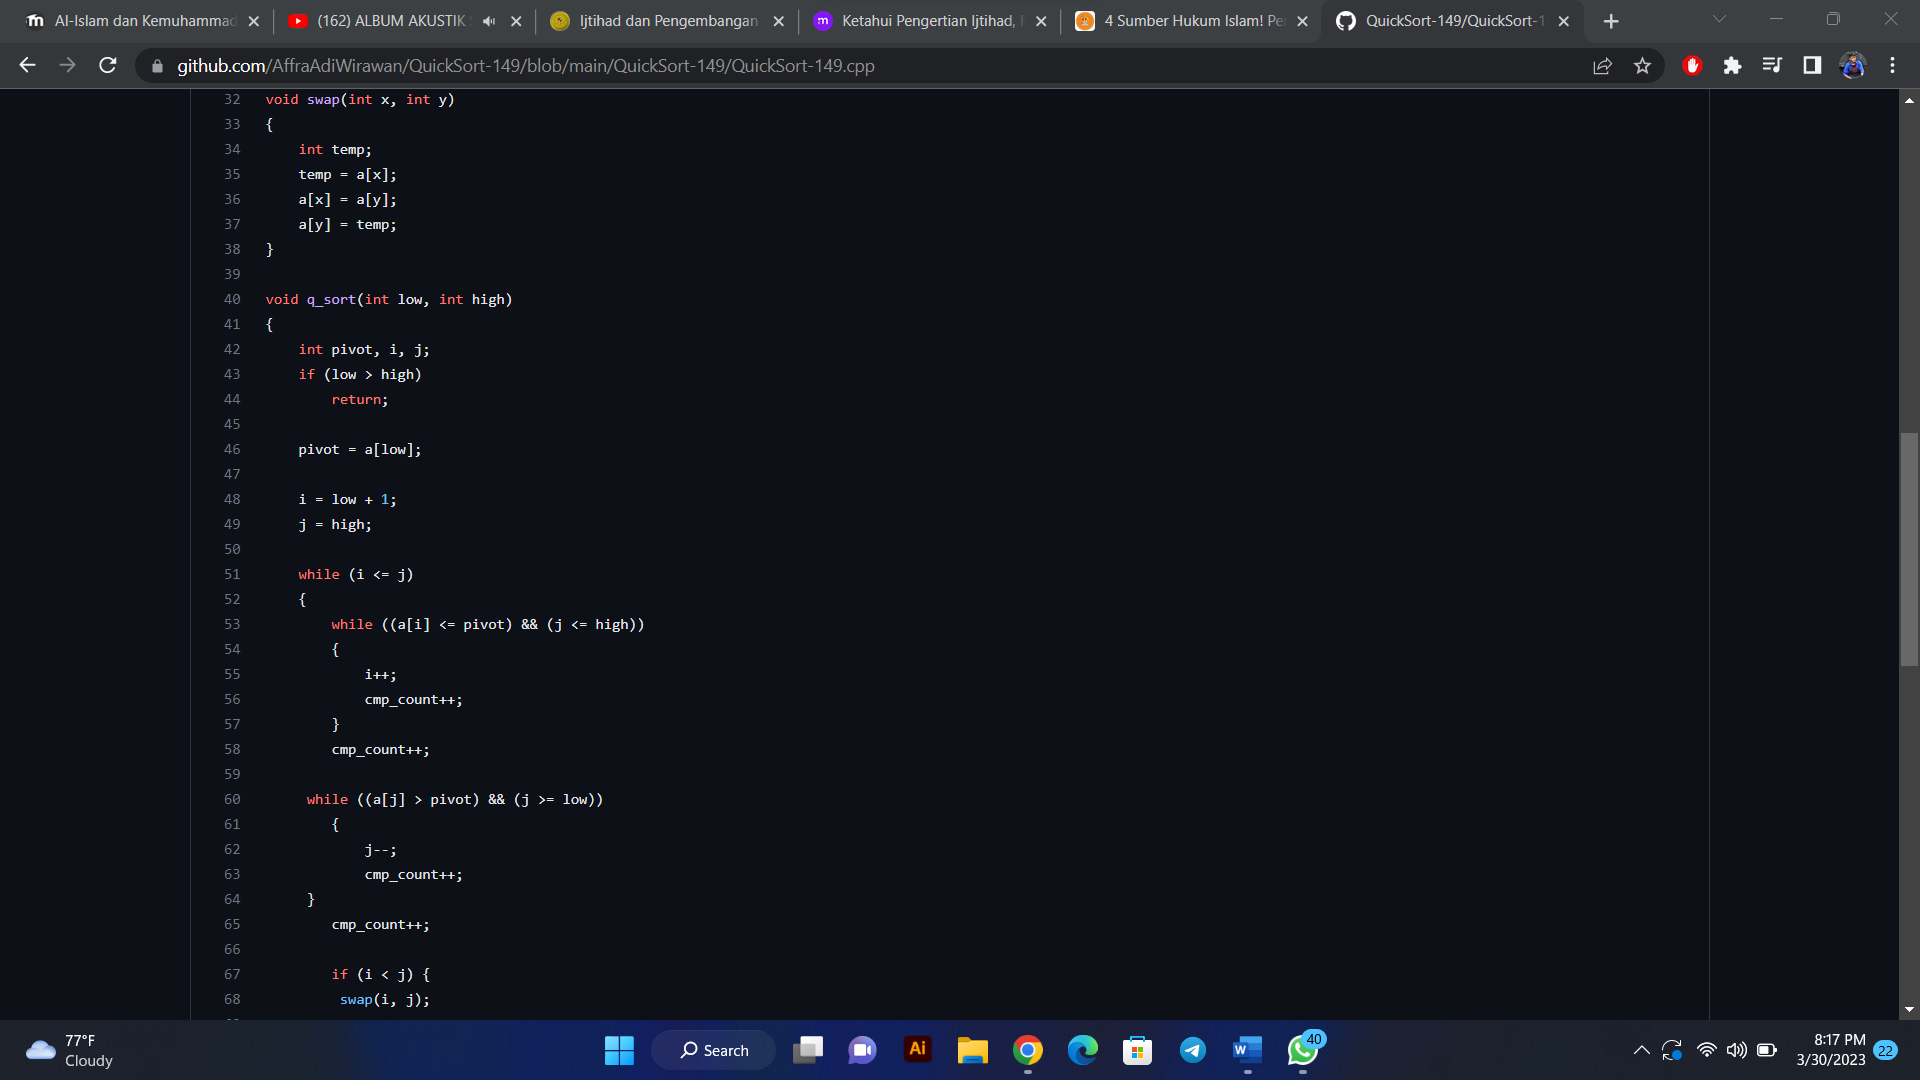 Al-Islam dan Kemuhammad
(162) ALBUM AKUSTIK
Ijtihad dan Pengembangan
Ketahui Pengertian Ijtihad,
4 Sumber Hukum Islam! Pe
QuickSort-149/QuickSort-1
github.com/AffraAdiWirawan/QuickSort-149/blob/main/QuickSort-149/QuickSort-149.cpp
32 void swap(int x, int y)
33 {
34 int temp;
35 temp = a[x];
36 a[x] = a[y];
37 a[y] = temp;
38 }
39
40 void q_sort(int low, int high)
41 {
42 int pivot, i, j;
43 if (low > high)
44 return;
45
46 pivot = a[low];
47
48 i = low + 1;
49 j = high;
50
51 while (i <= j)
52 {
53 while ((a[i] <= pivot) && (j <= high))
54 {
55 i++;
56 cmp_count++;
57 }
58 cmp_count++;
59
60 while ((a[j] > pivot) && (j >= low))
61 {
62 j--;
63 cmp_count++;
64 }
65 cmp_count++;
66
67 if (i < j) {
68 swap(i, j);
77°F
Cloudy
Search
Ai
W
40
8:17 PM
3/30/2023
22